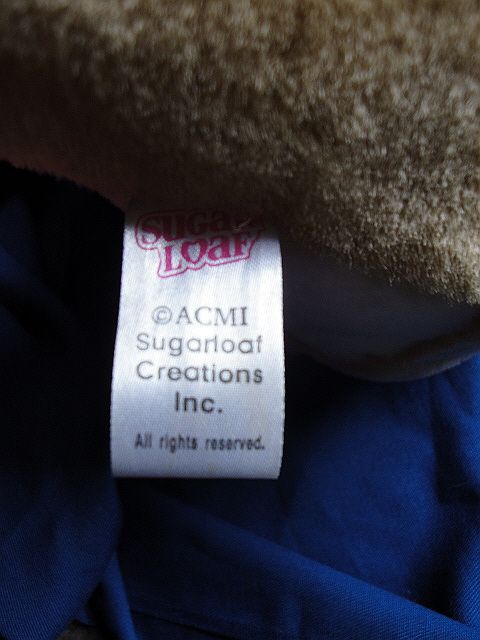 Sugar
Loaf
©ACMI
Sugarloaf
Creations
Inc.
All rights reserved.